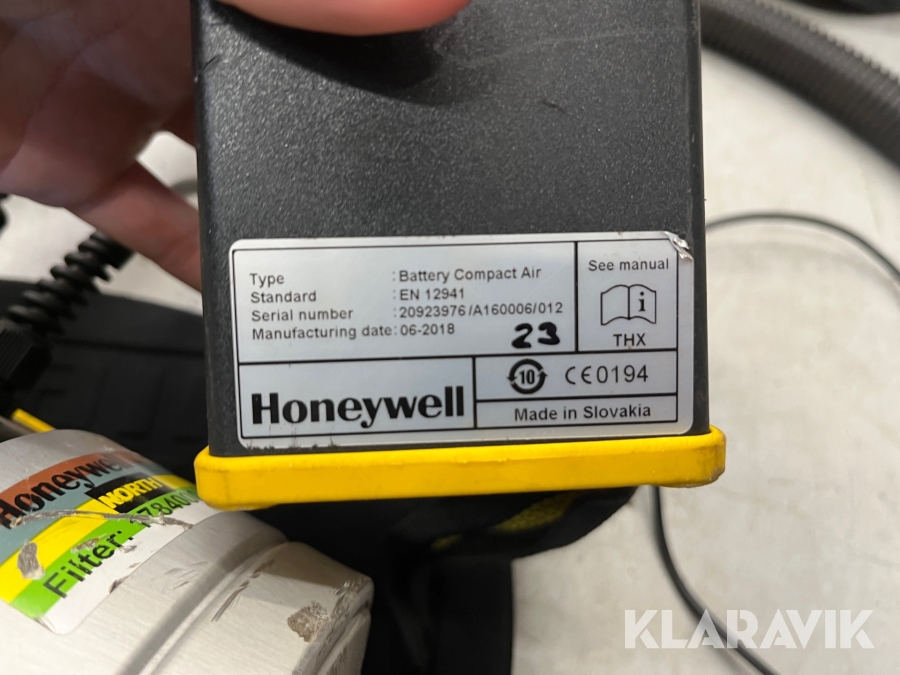 Type : Battery Compact Air
Standard : EN 12941
Serial number : 20923976/A160006/012
Manufacturing date: 06-2018
23
See manual
i
THX
Honeywell
10 CE0194
Made in Slovakia
Honeywell
NORTH
Filter:
KLARAVIK